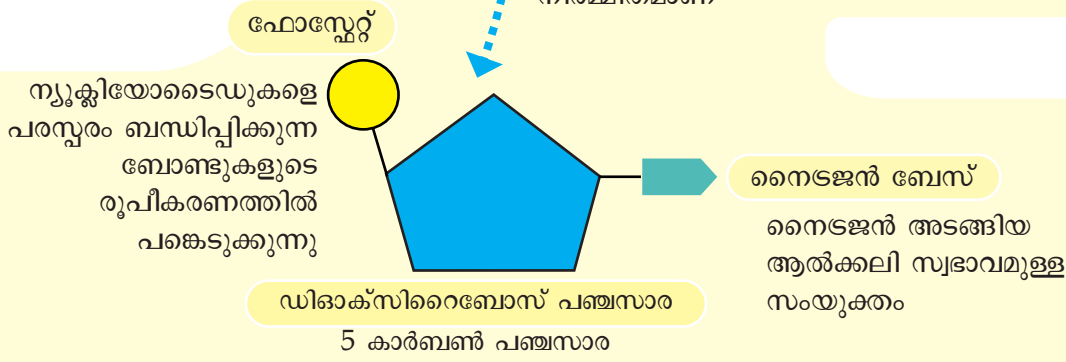 ഫോസ്ഫേറ്റ്
ന്യൂക്ലിയോടൈഡുകളെ
പരസ്പരം ബന്ധിപ്പിക്കുന്ന
ബോണ്ടുകളുടെ
രൂപീകരണത്തിൽ
പങ്കെടുക്കുന്നു
നൈട്രജൻ ബേസ്
നൈട്രജൻ അടങ്ങിയ
ആൽക്കലി സ്വഭാവമുള്ള
സംയുക്തം
ഡിഓക്സിറൈബോസ് പഞ്ചസാര
5 കാർബൺ പഞ്ചസാര